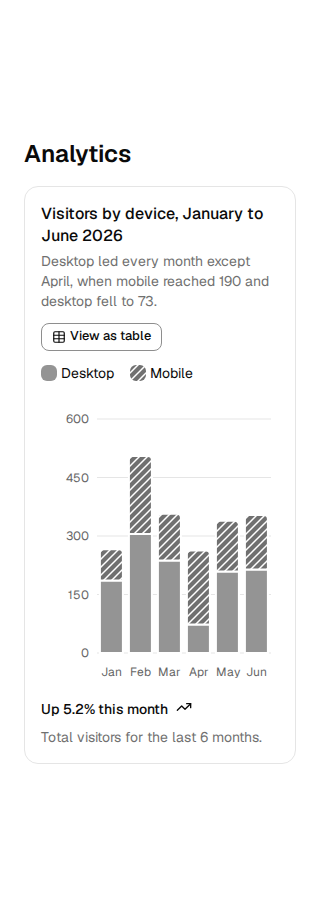 Analytics
Visitors by device, January to
June 2026
Desktop led every month except
April, when mobile reached 190 and
desktop fell to 73.
View as table
Desktop Mobile
600
450
300
150
0
Jan Feb Mar Apr May Jun
Up 5.2% this month
Total visitors for the last 6 months.